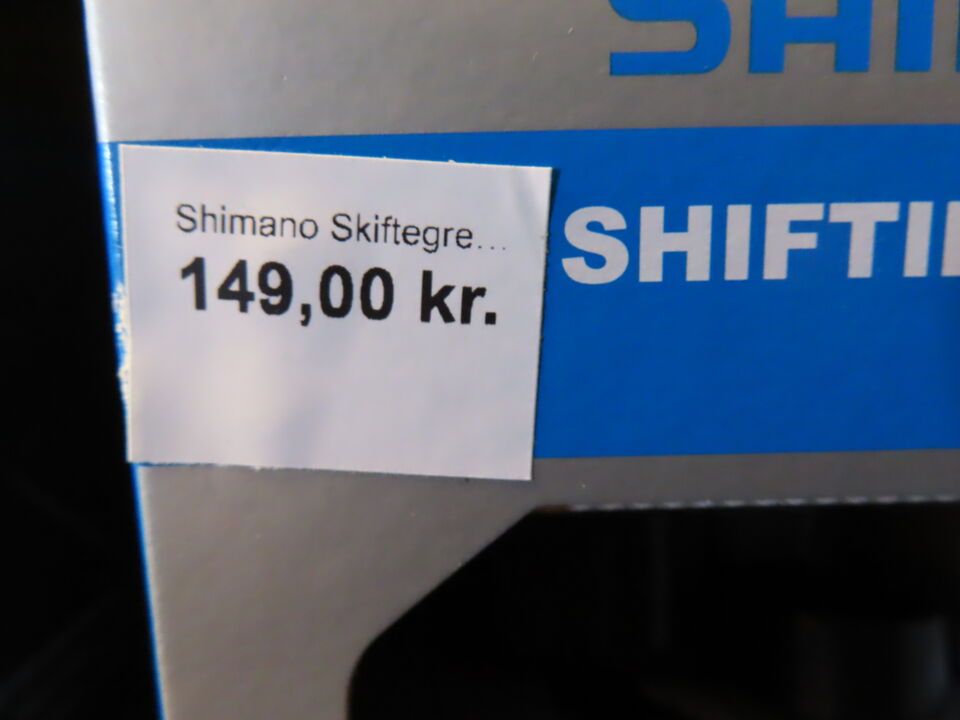 SHI
Shimano Skiftegre...
149,00 kr.
SHIFTI